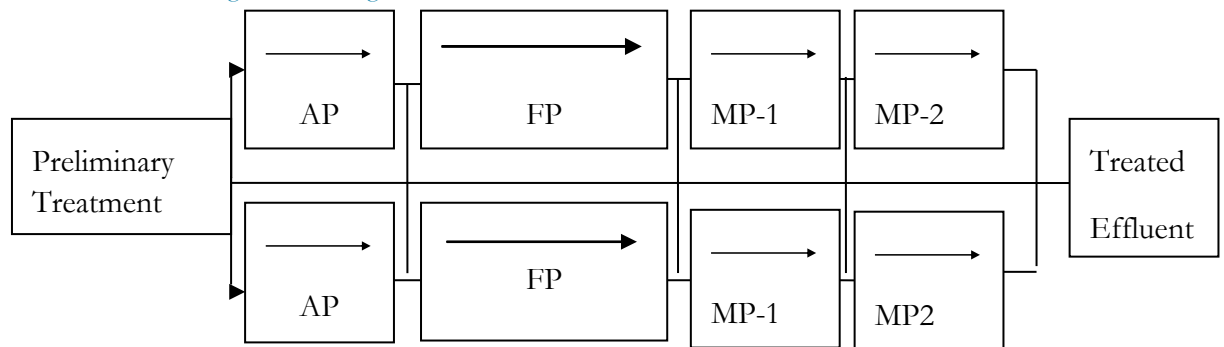 AP
FP
MP-1
MP-2
Preliminary
Treatment
Treated
Effluent
AP
FP
MP-1
MP2